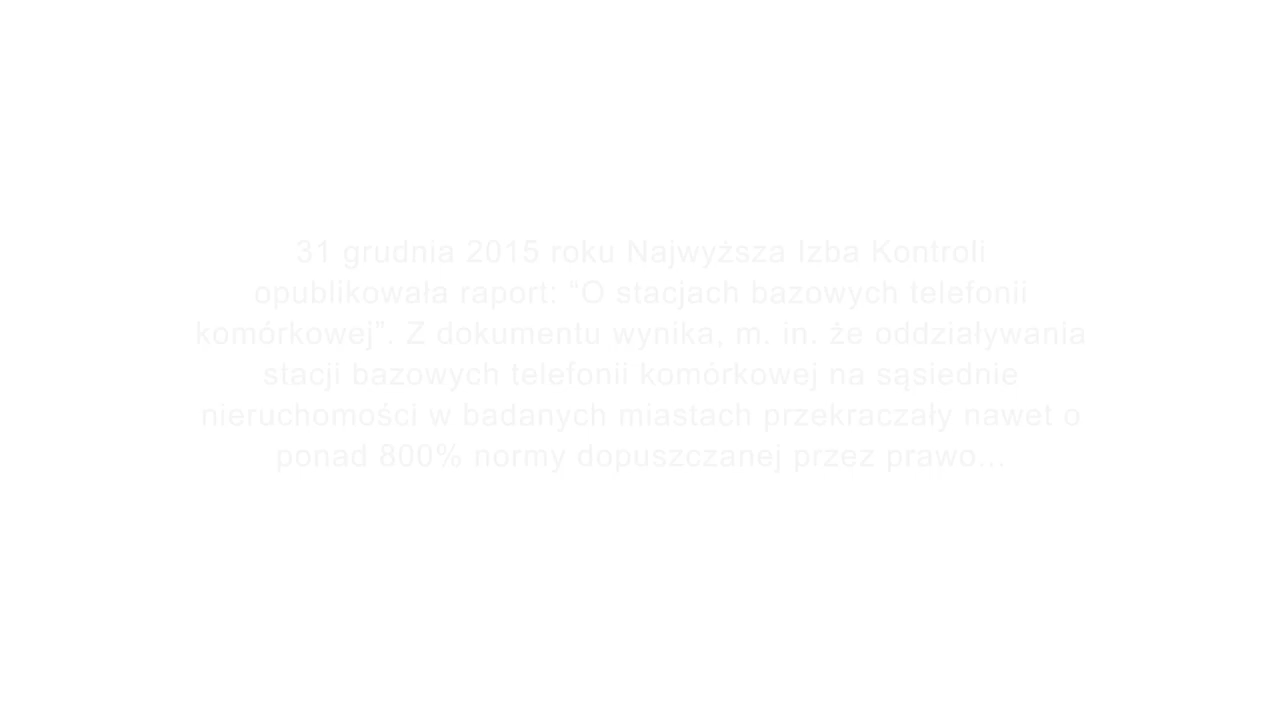 31 grudnia 2015 roku Najwyższa Izba Kontroli
opublikowała raport: “O stacjach bazowych telefonii
komórkowej”. Z dokumentu wynika, m. in. że oddziaływania
stacji bazowych telefonii komórkowej na sąsiednie
nieruchomości w badanych miastach przekraczały nawet o
ponad 800% normy dopuszczanej przez prawo...